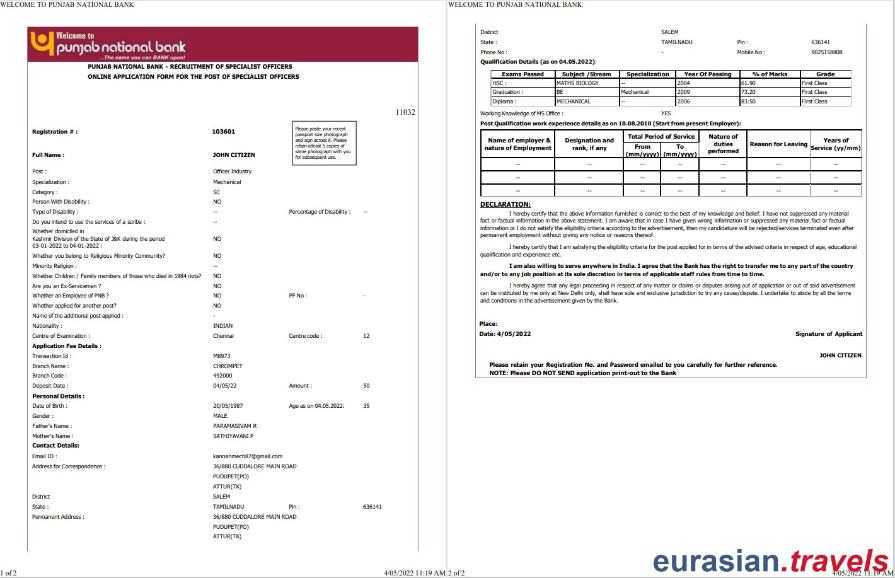 WELCOME TO PUNJAB NATIONAL BANK
Welcome to
punjab national bank
...The name you can BANK upon!
PUNJAB NATIONAL BANK - RECRUITMENT OF SPECIALIST OFFICERS
ONLINE APPLICATION FORM FOR THE POST OF SPECIALIST OFFICERS
11032
Registration # : 103601
Please paste your recent
passport size photograph
and sign across it. Please
retain atleast 5 copies of
same photograph with you
for subsequent use.
Full Name : JOHN CITIZEN
Post : Officer Industry
Specialization : Mechanical
Category : SC
Person With Disability : NO
Type of Disability : -- Percentage of Disability : --
Do you intend to use the services of a scribe : --
Whether domiciled in
Kashmir Division of the State of J&K during the period NO
03-01-2022 to 04-01-2022 :
Whether you belong to Religious Minority Community? NO
Minority Religion : --
Whether Children / Family members of those who died in 1984 riots? NO
Are you an Ex-Serviceman ? NO
Whether an Employee of PNB ? NO PF No : -
Whether applied for another post? NO
Name of the additional post applied : -
Nationality : INDIAN
Centre of Examination : Chennai Centre code : 12
Application Fee Details :
Transaction Id : M8973
Branch Name : CHROMPET
Branch Code : 492000
Deposit Date : 04/05/22 Amount : 50
Personal Details :
Date of Birth : 20/05/1987 Age as on 04.05.2022: 35
Gender : MALE
Father's Name : PARAMASIVAM R
Mother's Name : SATHIYAVANI P
Contact Details:
Email ID : kannanmech87@gmail.com
Address for Correspondence : 36/880 CUDDALORE MAIN ROAD
PUDUPET(PO)
ATTUR(TK)
District SALEM
State : TAMILNADU Pin : 636141
Permanent Address : 36/880 CUDDALORE MAIN ROAD
PUDUPET(PO)
ATTUR(TK)
1 of 2 4/05/2022 11:19 AM
WELCOME TO PUNJAB NATIONAL BANK
District SALEM
State : TAMILNADU Pin : 636141
Phone No : - Mobile No : 9025158808
Qualification Details (as on 04.05.2022):
Exams Passed Subject /Stream Specialization Year Of Passing % of Marks Grade
HSC : MATHS BIOLOGY -- 2004 61.90 First Class
Graduation : BE Mechanical 2009 73.20 First Class
Diploma : MECHANICAL -- 2006 83.50 First Class
Working Knowledge of MS Office : YES
Post Qualification work experience details as on 18.08.2010 (Start from present Employer):
Name of employer & nature of Employment Designation and rank, if any Total Period of Service From (mm/yyyy) To (mm/yyyy) Nature of duties performed Reason for Leaving Years of Service (yy/mm)
-- -- -- -- -- -- --
-- -- -- -- -- -- --
-- -- -- -- -- -- --
DECLARATION:
I hereby certify that the above information furnished is correct to the best of my knowledge and belief. I have not suppressed any material
fact or factual information in the above statement. I am aware that in case I have given wrong information or suppressed any material or factual
information or I do not satisfy the eligibility criteria according to the advertisement, then my candidature will be rejected/services terminated even after
permanent employment without giving any notice or reasons thereof.
I hereby certify that I am satisfying the eligibility criteria for the post applied for in terms of the advised criteria in respect of age, educational
qualification and experience etc.
I am also willing to serve anywhere in India. I agree that the Bank has the right to transfer me to any part of the country
and/or to any job position at its sole discretion in terms of applicable staff rules from time to time.
I hereby agree that any legal proceeding in respect of any matter or claims or disputes arising out of application or out of said advertisement
can be instituted by me only at New Delhi only, shall have sole and exclusive jurisdiction to try any cause/dispute. I undertake to abide by all the terms
and conditions in the advertisement given by the Bank.
Place:
Date: 4/05/2022 Signature of Applicant
JOHN CITIZEN
Please retain your Registration No. and Password emailed to you carefully for further reference.
NOTE: Please DO NOT SEND application print-out to the Bank
eurasian.travels
2 of 2 4/05/2022 11:19 AM